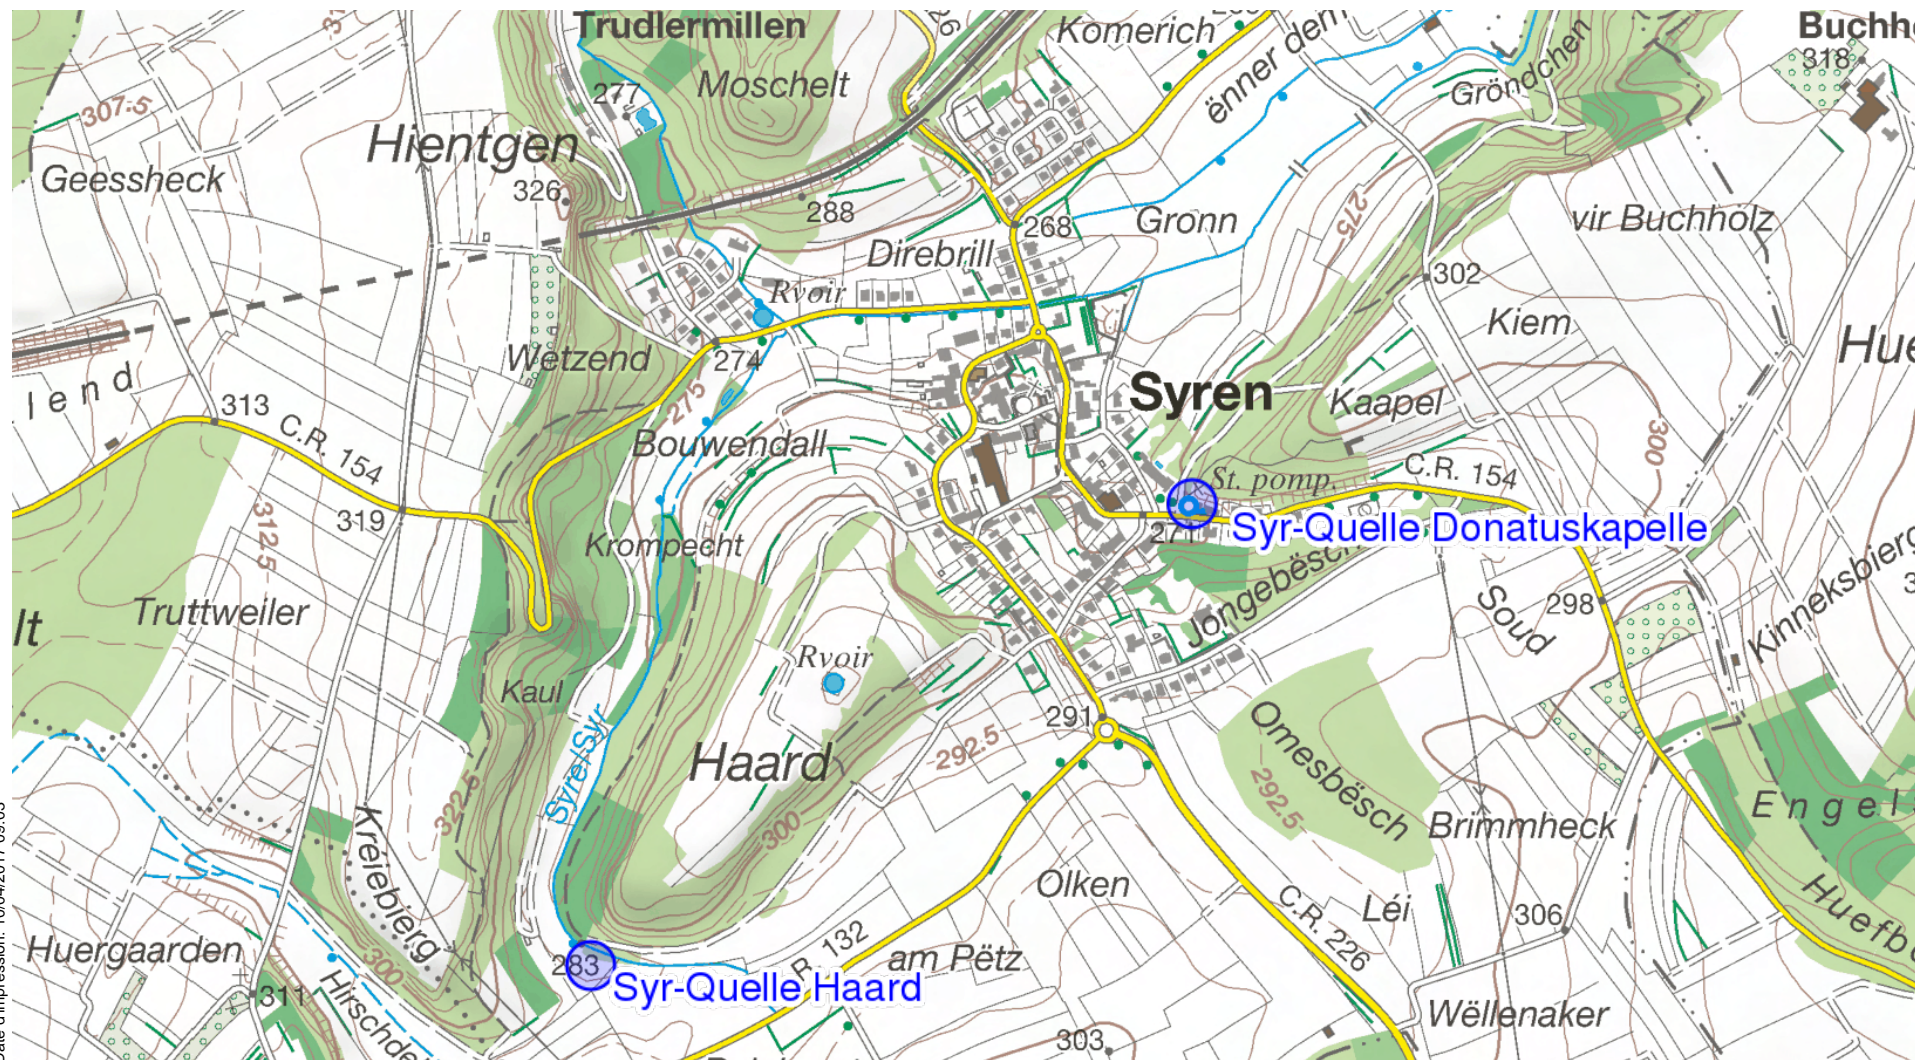 Trudlermillen
Komerich
Buchh
318
Moschelt
ënner dem
Gröndchen
277
307.5
Hientgen
Geessheck
326
288
268
Gronn
275
vir Buchholz
Direbrill
302
Rvoir
Kiem
Hue
Wetzend
274
lend
275
Syren
Kaapel
313
C.R. 154
Bouwendall
300
C.R. 154
St. pomp.
319
312.5
271
Syr-Quelle Donatuskapelle
Krompecht
Jongebësch
Kinneksbierg
Truttweiler
lt
Soud
298
Rvoir
Kaul
291
Omesbësch
Haard
292.5
Syre/Syr
292.5
322.5
300
Brimmheck
Engel
Kréiebierg
Olken
C.R. 226
Léi
306
Huefb
Huergaarden
R. 132
am Pëtz
283
Syr-Quelle Haard
300
311
Hirschde
Wëllenaker
303